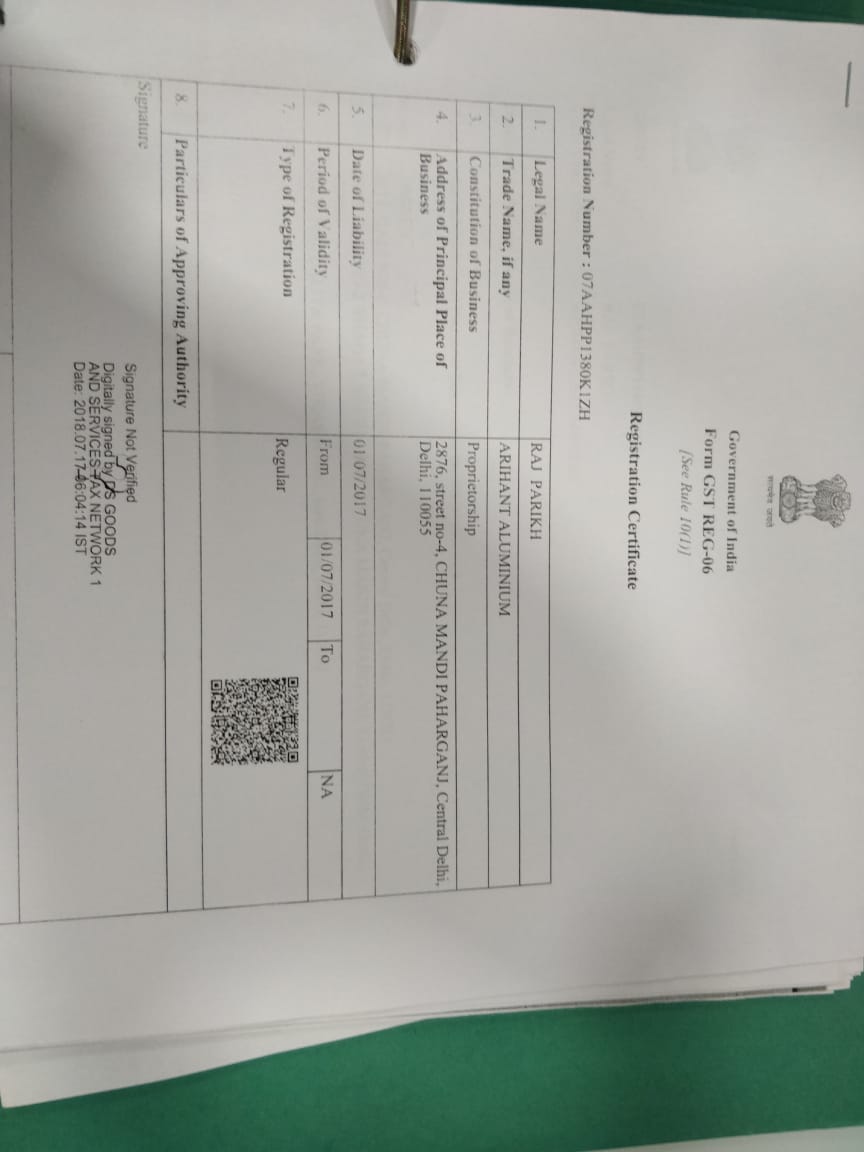 सत्यमेव जयते
Government of India
Form GST REG-06
[See Rule 10(1)]
Registration Certificate
Registration Number : 07AAHPP1380K1ZH
1. Legal Name RAJ PARIKH
2. Trade Name, if any ARIHANT ALUMINIUM
3. Constitution of Business Proprietorship
4. Address of Principal Place of Business 2876, street no-4, CHUNA MANDI PAHARGANJ, Central Delhi, Delhi, 110055
5. Date of Liability 01/07/2017
6. Period of Validity From 01/07/2017 To NA
7. Type of Registration Regular
8. Particulars of Approving Authority
Signature
Signature Not Verified
Digitally signed by DS GOODS
AND SERVICES TAX NETWORK 1
Date: 2018.07.17 06:04:14 IST